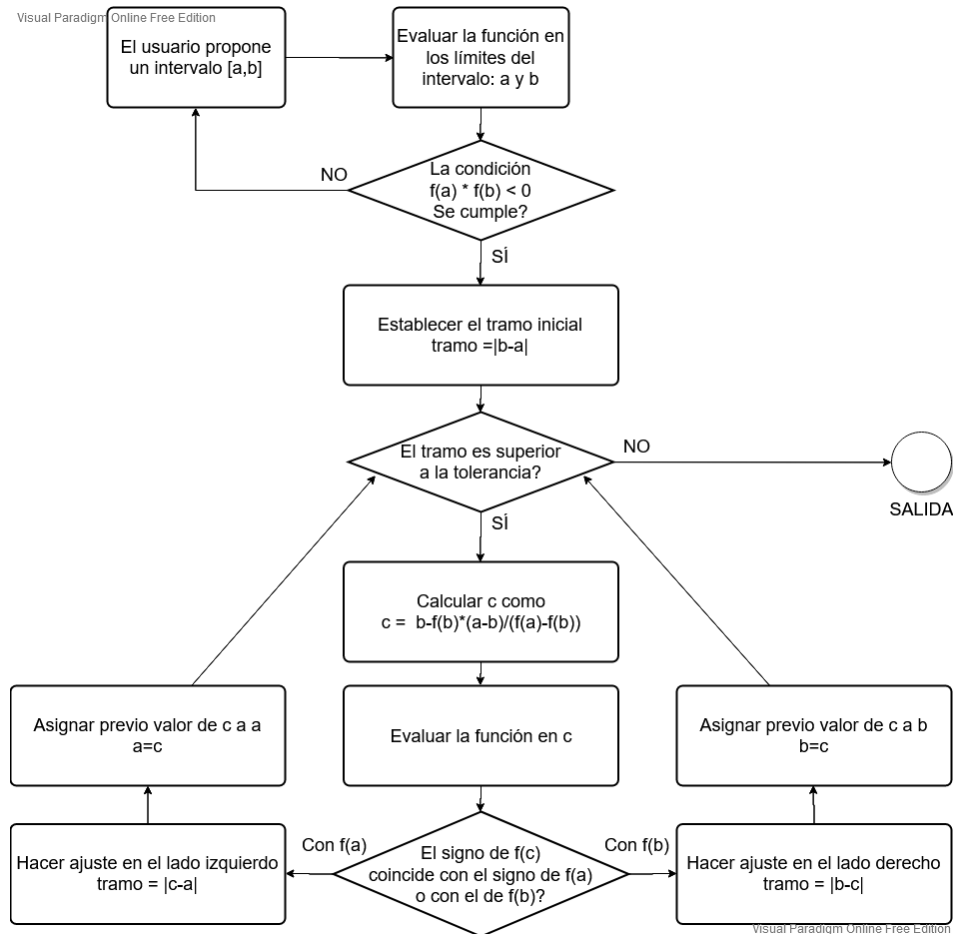 Visual Paradigm Online Free Edition
El usuario propone
un intervalo [a,b]
Evaluar la función en
los límites del
intervalo: a y b
La condición
f(a) * f(b) < 0
Se cumple?
NO
SÍ
Establecer el tramo inicial
tramo =|b-a|
El tramo es superior
a la tolerancia?
NO
SALIDA
SÍ
Calcular c como
c = b-f(b)*(a-b)/(f(a)-f(b))
Asignar previo valor de c a a
a=c
Evaluar la función en c
Asignar previo valor de c a b
b=c
Hacer ajuste en el lado izquierdo
tramo = |c-a|
Con f(a)
El signo de f(c)
coincide con el signo de f(a)
o con el de f(b)?
Con f(b)
Hacer ajuste en el lado derecho
tramo = |b-c|
Visual Paradigm Online Free Edition